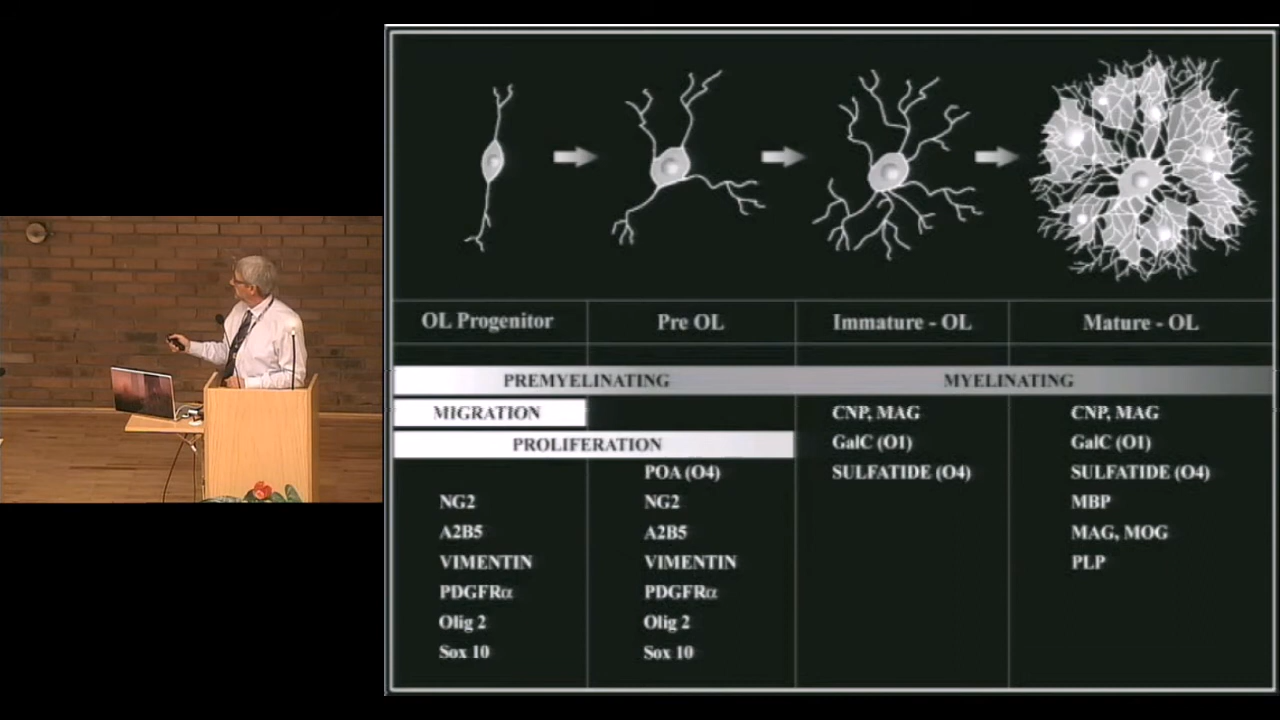 OL Progenitor Pre OL Immature - OL Mature - OL
PREMYELINATING MYELINATING
MIGRATION CNP, MAG CNP, MAG
PROLIFERATION GalC (O1) GalC (O1)
POA (O4) SULFATIDE (O4) SULFATIDE (O4)
NG2 NG2 MBP
A2B5 A2B5 MAG, MOG
VIMENTIN VIMENTIN PLP
PDGFRα PDGFRα
Olig 2 Olig 2
Sox 10 Sox 10